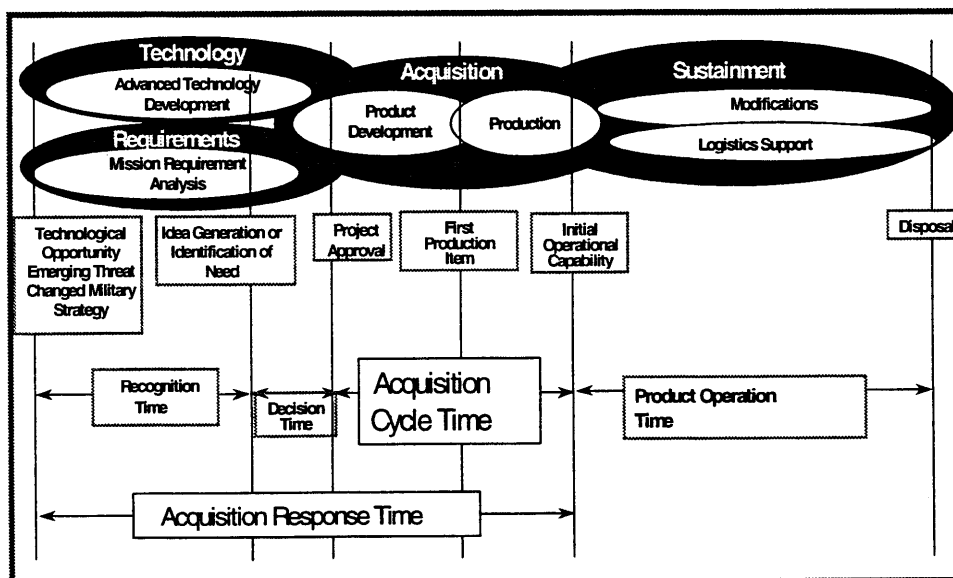 Technology
Advanced Technology
Development
Requirements
Mission Requirement
Analysis
Acquisition
Product
Development
Production
Sustainment
Modifications
Logistics Support
Technological
Opportunity
Emerging Threat
Changed Military
Strategy
Idea Generation or
Identification of
Need
Project
Approval
First
Production
Item
Initial
Operational
Capability
Disposal
Recognition
Time
Decision
Time
Acquisition
Cycle Time
Product Operation
Time
Acquisition Response Time